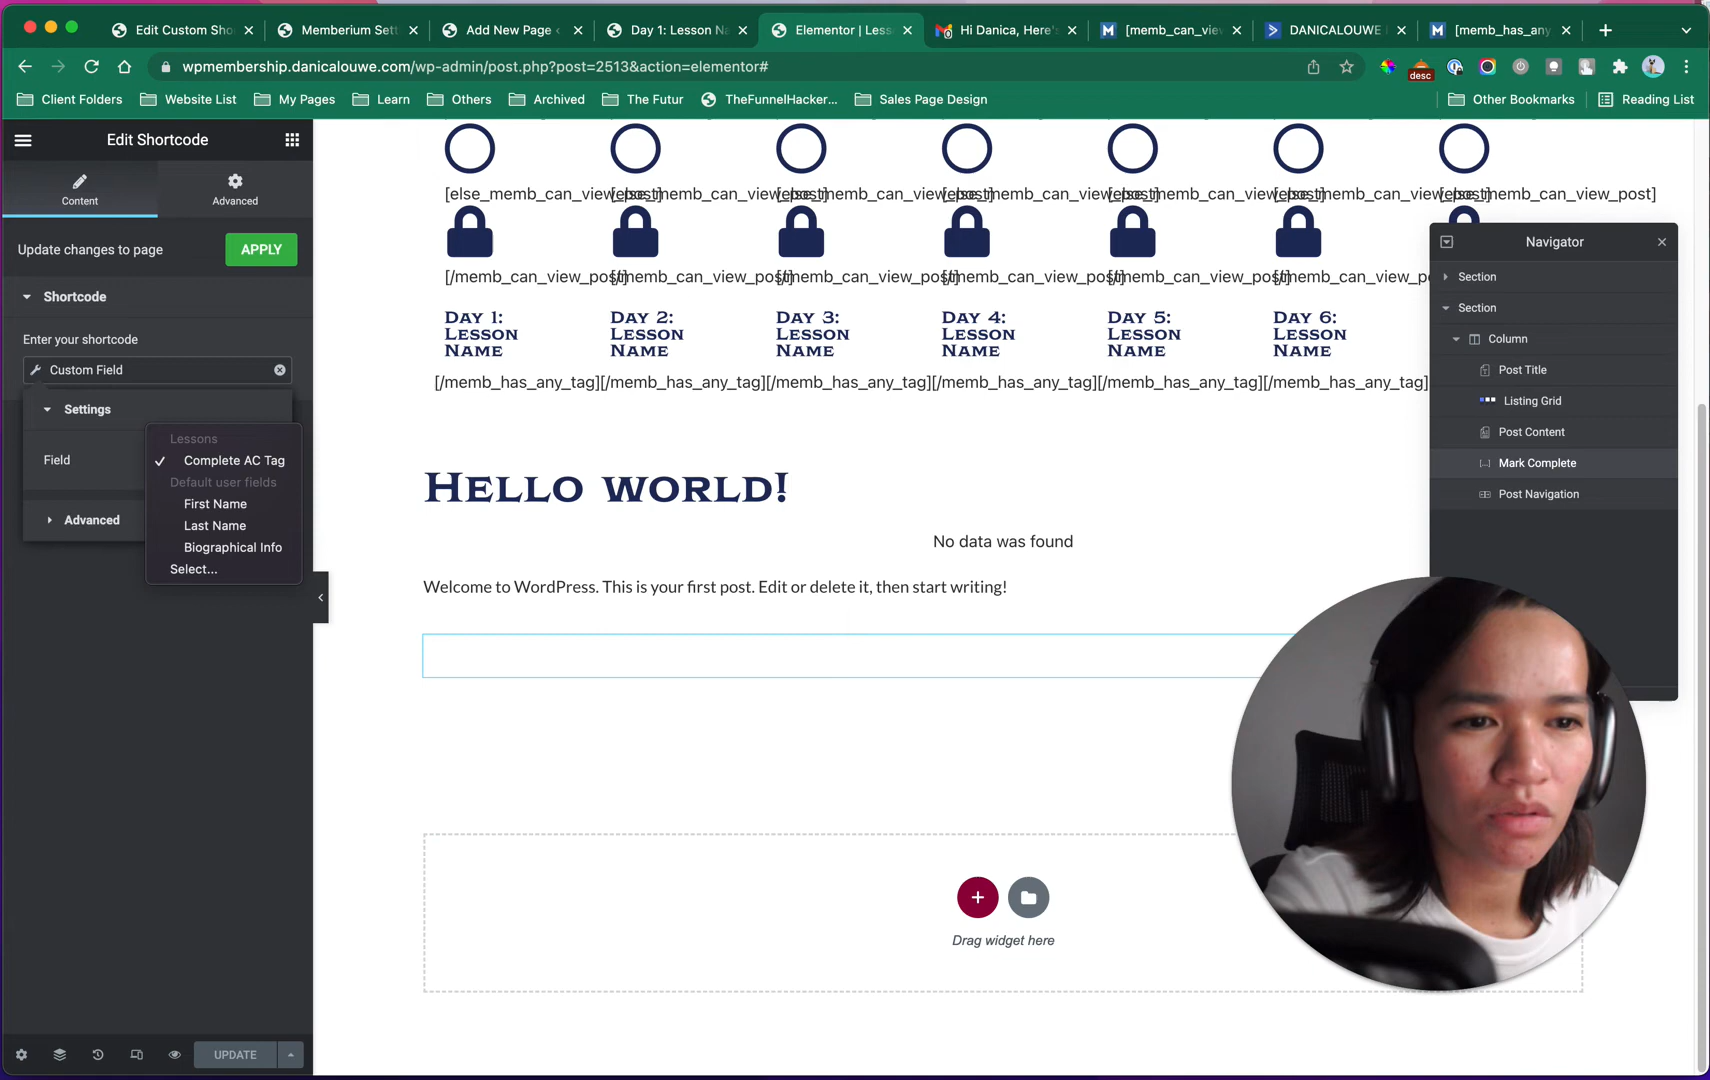 Edit Custom Sho
Memberium Sett
Add New Page
Day 1: Lesson Na
Elementor | Less
Hi Danica, Here's
[memb_can_view
DANICALOUWE
[memb_has_any
wpmembership.danicalouwe.com/wp-admin/post.php?post=2513&action=elementor#
desc
Client Folders
Website List
My Pages
Learn
Others
Archived
The Futur
TheFunnelHacker...
Sales Page Design
Other Bookmarks
Reading List
Edit Shortcode
Content
Advanced
Update changes to page
APPLY
Shortcode
Enter your shortcode
Custom Field
Settings
Field
Lessons
Complete AC Tag
Default user fields
First Name
Last Name
Biographical Info
Select...
Advanced
UPDATE
[else_memb_can_view_post]
[/memb_can_view_post]
Day 1: Lesson Name
Day 2: Lesson Name
Day 3: Lesson Name
Day 4: Lesson Name
Day 5: Lesson Name
Day 6: Lesson Name
[/memb_has_any_tag][/memb_has_any_tag][/memb_has_any_tag][/memb_has_any_tag][/memb_has_any_tag][/memb_has_any_tag]
Hello world!
No data was found
Welcome to WordPress. This is your first post. Edit or delete it, then start writing!
Drag widget here
Navigator
Section
Section
Column
Post Title
Listing Grid
Post Content
Mark Complete
Post Navigation